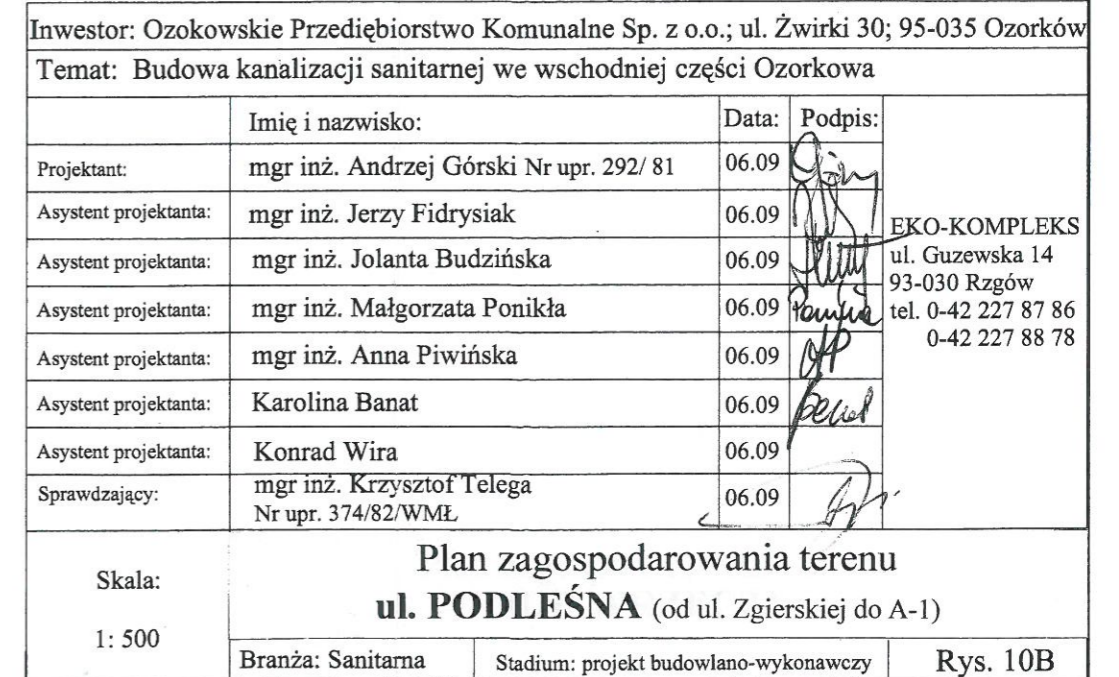 Inwestor: Ozokowskie Przediębiorstwo Komunalne Sp. z o.o.; ul. Żwirki 30; 95-035 Ozorków
Temat: Budowa kanalizacji sanitarnej we wschodniej części Ozorkowa
Imię i nazwisko: Data: Podpis:
Projektant: mgr inż. Andrzej Górski Nr upr. 292/ 81 06.09
Asystent projektanta: mgr inż. Jerzy Fidrysiak 06.09
Asystent projektanta: mgr inż. Jolanta Budzińska 06.09
Asystent projektanta: mgr inż. Małgorzata Ponikła 06.09
Asystent projektanta: mgr inż. Anna Piwińska 06.09
Asystent projektanta: Karolina Banat 06.09
Asystent projektanta: Konrad Wira 06.09
Sprawdzający: mgr inż. Krzysztof Telega 06.09
Nr upr. 374/82/WMŁ
EKO-KOMPLEKS
ul. Guzewska 14
93-030 Rzgów
tel. 0-42 227 87 86
0-42 227 88 78
Skala:
1: 500
Plan zagospodarowania terenu
ul. PODLEŚNA (od ul. Zgierskiej do A-1)
Branża: Sanitarna Stadium: projekt budowlano-wykonawczy Rys. 10B